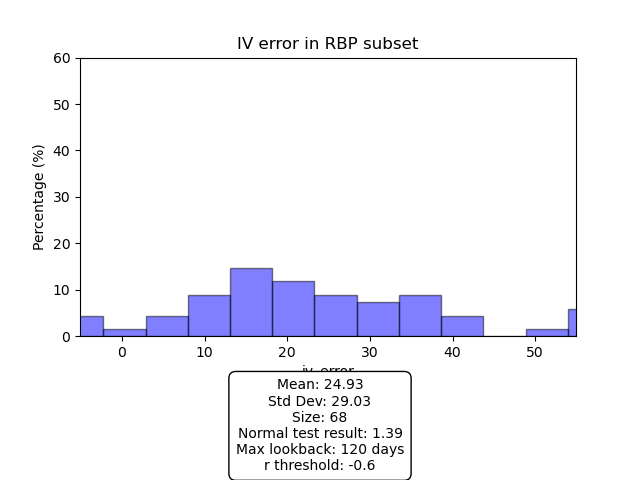 IV error in RBP subset
60
50
40
30
20
10
0
Percentage (%)
0 10 20 30 40 50
iv_error
Mean: 24.93
Std Dev: 29.03
Size: 68
Normal test result: 1.39
Max lookback: 120 days
r threshold: -0.6